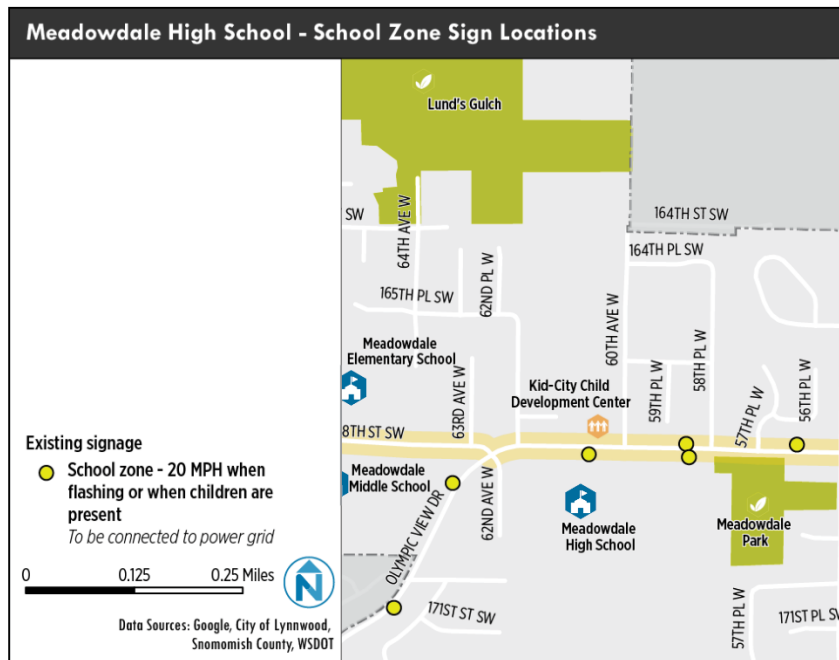 Meadowdale High School - School Zone Sign Locations
Lund's Gulch
164TH ST SW
SW
64TH AVE W
164TH PL SW
165TH PL SW
62ND PL W
60TH AVE W
Meadowdale
Elementary School
63RD AVE W
Kid-City Child
Development Center
59TH PL W
58TH PL W
57TH PL W
56TH PL W
8TH ST SW
Existing signage
School zone - 20 MPH when
flashing or when children are
present
To be connected to power grid
Meadowdale
Middle School
62ND AVE W
OLYMPIC VIEW DR
Meadowdale
High School
Meadowdale
Park
0 0.125 0.25 Miles
N
171ST ST SW
57TH PL W
171ST PL SW
Data Sources: Google, City of Lynnwood,
Snomomish County, WSDOT